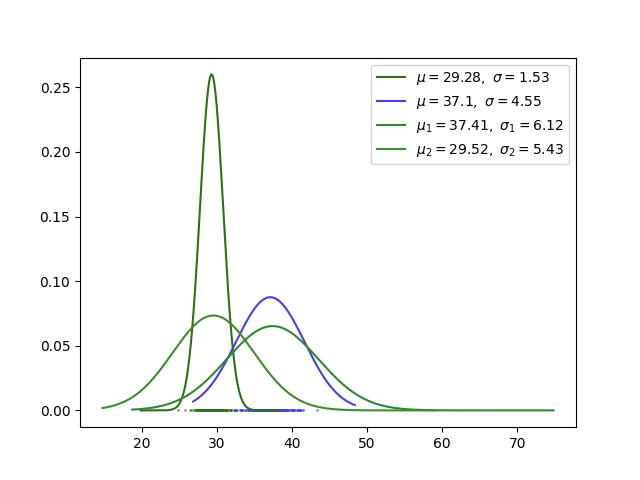 μ = 29.28, σ = 1.53
μ = 37.1, σ = 4.55
μ₁ = 37.41, σ₁ = 6.12
μ₂ = 29.52, σ₂ = 5.43
0.25
0.20
0.15
0.10
0.05
0.00
20 30 40 50 60 70